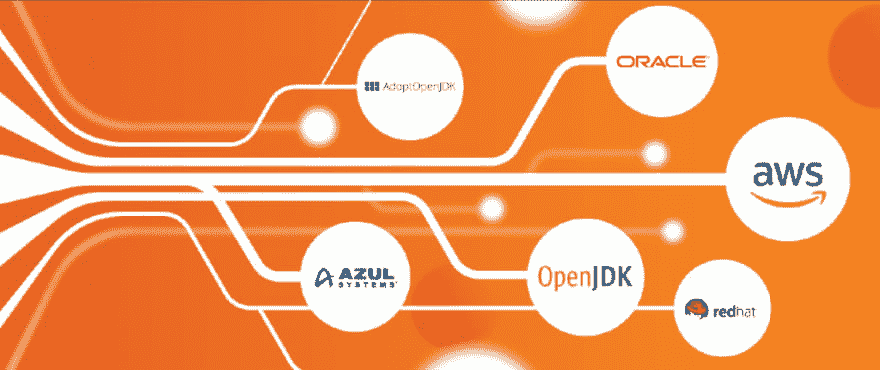 AdoptOpenJDK
ORACLE
aws
AZUL
SYSTEMS
OpenJDK
redhat